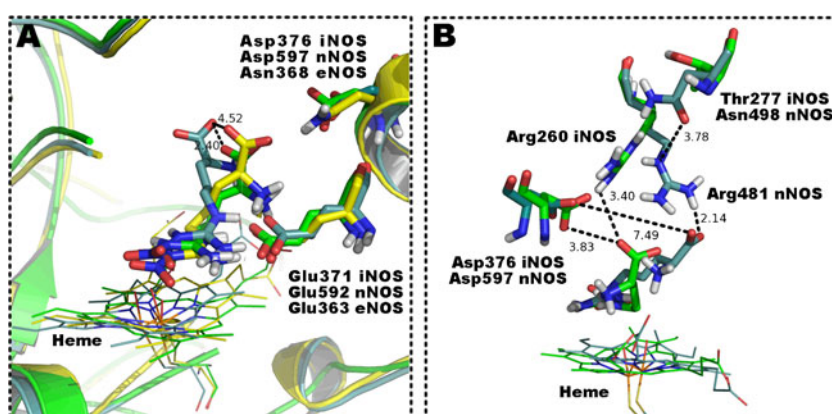 A
Asp376 iNOS
Asp597 nNOS
Asn368 eNOS
4.52
2.40
Glu371 iNOS
Glu592 nNOS
Glu363 eNOS
Heme
B
Thr277 iNOS
Asn498 nNOS
3.78
Arg260 iNOS
Arg481 nNOS
3.40
2.14
7.49
3.83
Asp376 iNOS
Asp597 nNOS
Heme